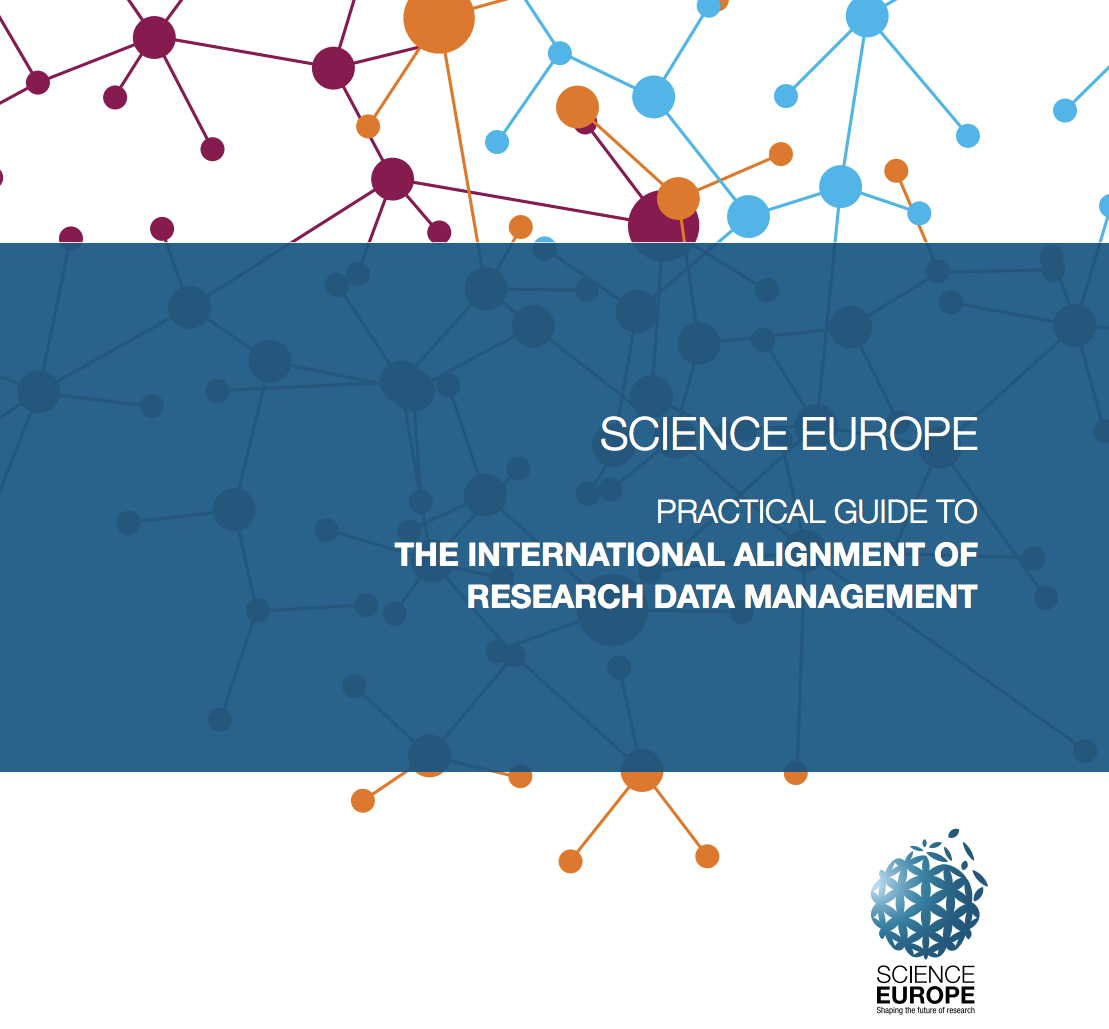 SCIENCE EUROPE
PRACTICAL GUIDE TO
THE INTERNATIONAL ALIGNMENT OF
RESEARCH DATA MANAGEMENT
SCIENCE
EUROPE
Shaping the future of research